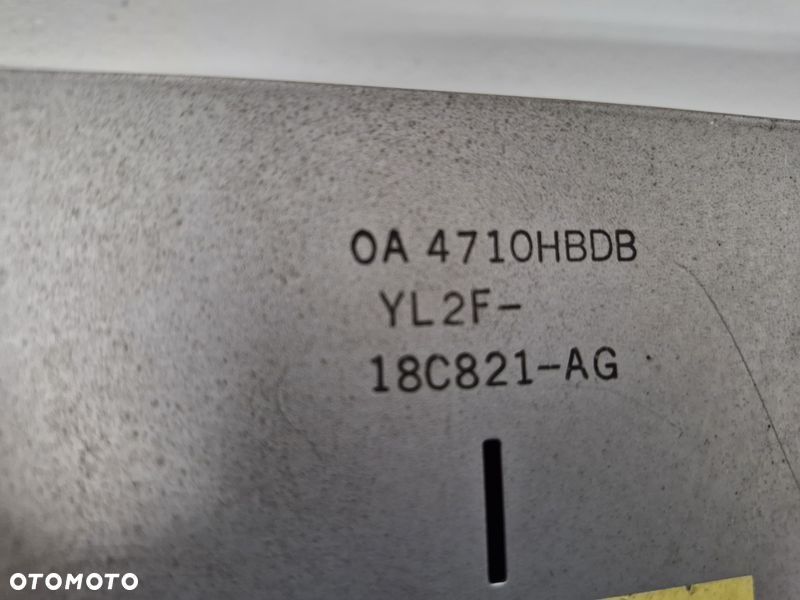 OA 4710HBDB
YL2F-
18C821-AG
OTOMOTO